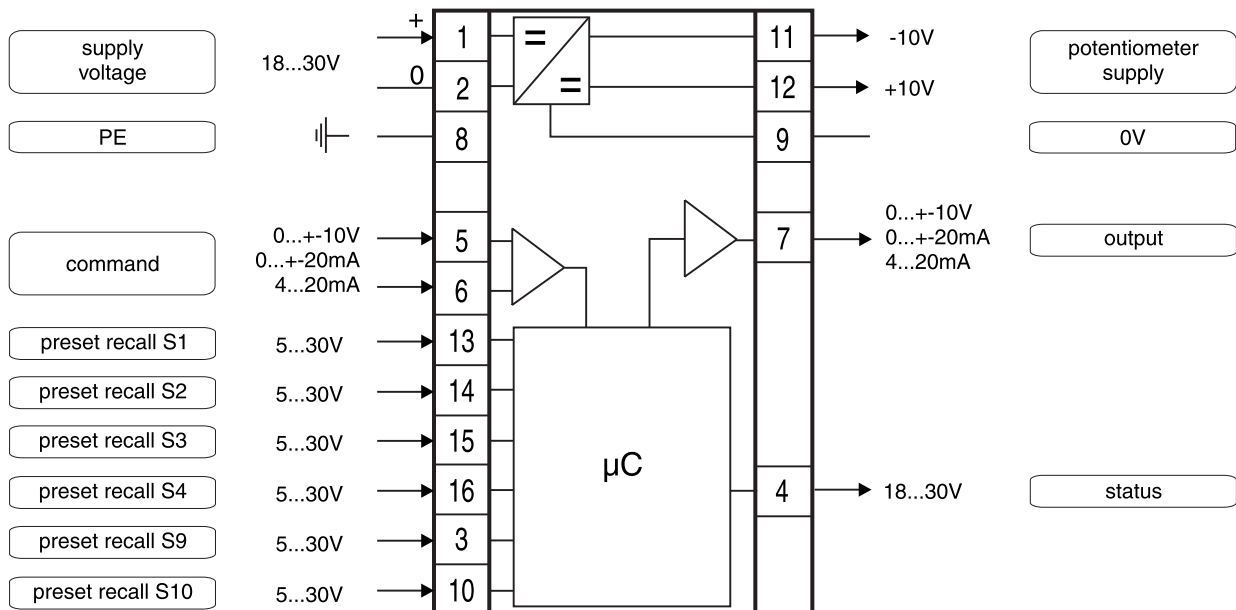 supply
voltage
18...30V
+
0
1
2
=
=
11
12
-10V
+10V
potentiometer
supply
PE
8
9
0V
command
0...+-10V
0...+-20mA
4...20mA
5
6
7
0...+-10V
0...+-20mA
4...20mA
output
preset recall S1
5...30V
13
preset recall S2
5...30V
14
preset recall S3
5...30V
15
µC
preset recall S4
5...30V
16
4
18...30V
status
preset recall S9
5...30V
3
preset recall S10
5...30V
10